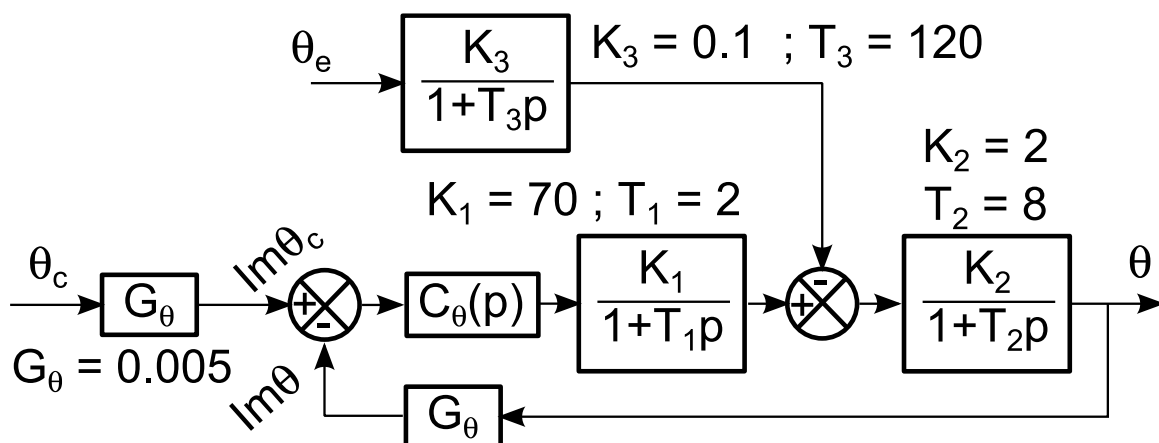 θe
K3
1+T3p
K3 = 0.1 ; T3 = 120
K2 = 2
T2 = 8
K1 = 70 ; T1 = 2
θc
Gθ
Gθ = 0.005
Imθc
+
-
Cθ(p)
K1
1+T1p
-
+
K2
1+T2p
θ
Imθ
Gθ